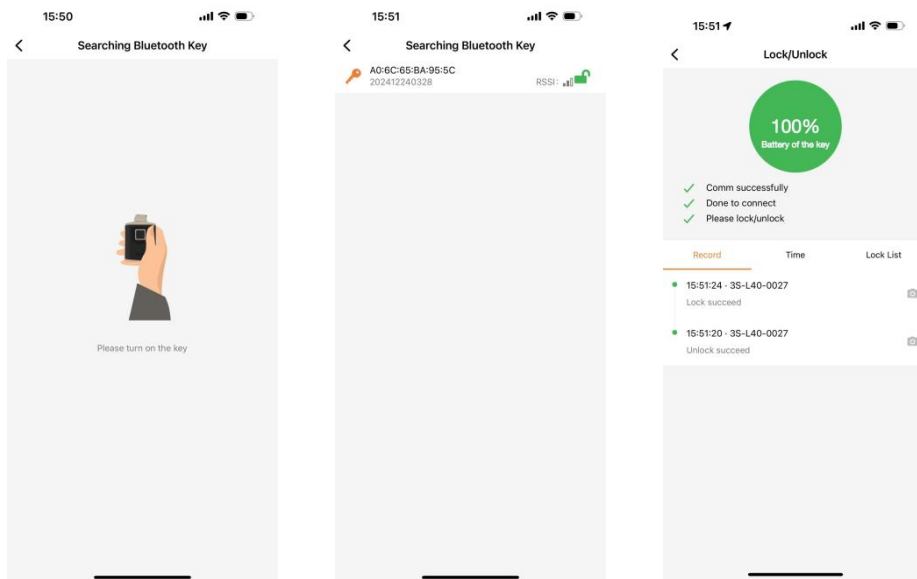 15:50
Searching Bluetooth Key
Please turn on the key
15:51
Searching Bluetooth Key
A0:6C:65:BA:95:5C
202412240328
RSSI:
15:51
Lock/Unlock
100%
Battery of the key
Comm successfully
Done to connect
Please lock/unlock
Record Time Lock List
15:51:24 · 3S-L40-0027
Lock succeed
15:51:20 · 3S-L40-0027
Unlock succeed